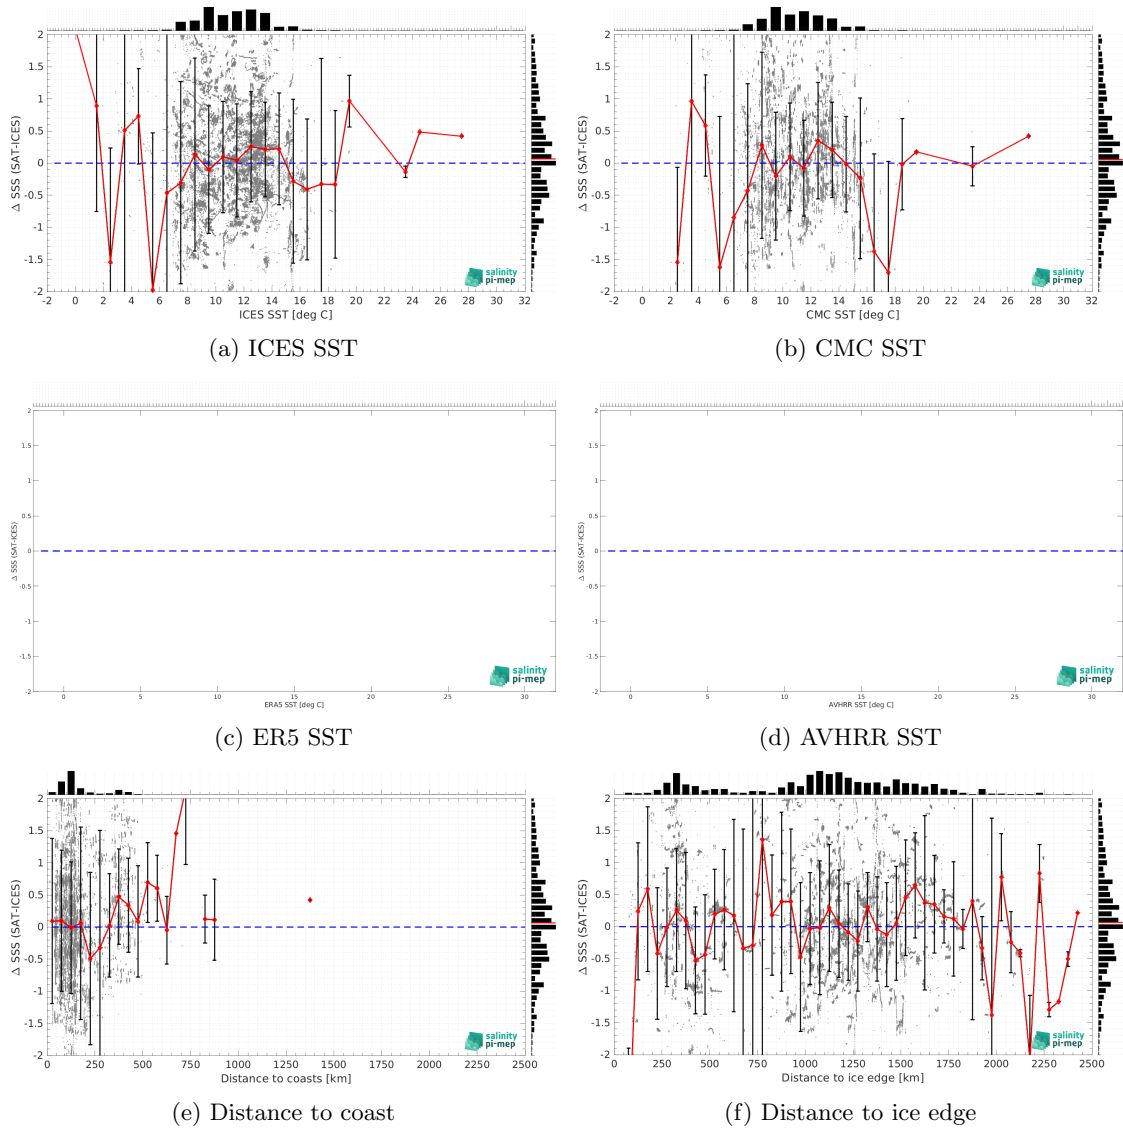 2
1.5
1
0.5
0
-0.5
-1
-1.5
-2
Δ SSS (SAT-ICES)
-2 0 2 4 6 8 10 12 14 16 18 20 22 24 26 28 30 32
ICES SST [deg C]
salinity
pi-mep
(a) ICES SST
2
1.5
1
0.5
0
-0.5
-1
-1.5
-2
Δ SSS (SAT-ICES)
-2 0 2 4 6 8 10 12 14 16 18 20 22 24 26 28 30 32
CMC SST [deg C]
salinity
pi-mep
(b) CMC SST
2
1.5
1
0.5
0
-0.5
-1
-1.5
-2
Δ SSS (SAT-ICES)
0 5 10 15 20 25 30
ERA5 SST [deg C]
salinity
pi-mep
(c) ER5 SST
2
1.5
1
0.5
0
-0.5
-1
-1.5
-2
Δ SSS (SAT-ICES)
0 5 10 15 20 25 30
AVHRR SST [deg C]
salinity
pi-mep
(d) AVHRR SST
2
1.5
1
0.5
0
-0.5
-1
-1.5
-2
Δ SSS (SAT-ICES)
0 250 500 750 1000 1250 1500 1750 2000 2250 2500
Distance to coasts [km]
salinity
pi-mep
(e) Distance to coast
2
1.5
1
0.5
0
-0.5
-1
-1.5
-2
Δ SSS (SAT-ICES)
0 250 500 750 1000 1250 1500 1750 2000 2250 2500
Distance to ice edge [km]
salinity
pi-mep
(f) Distance to ice edge